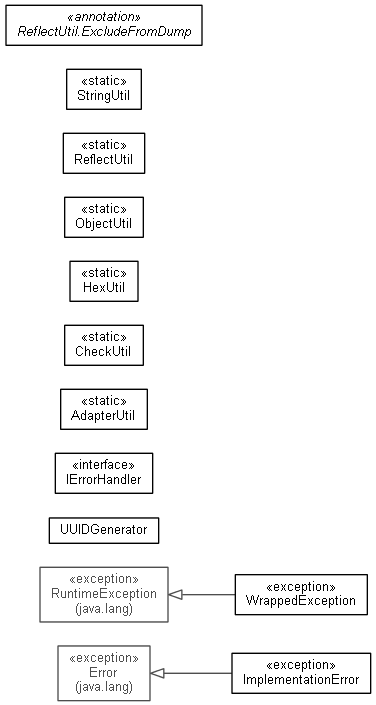 «annotation»
ReflectUtil.ExcludeFromDump
«static»
StringUtil
«static»
ReflectUtil
«static»
ObjectUtil
«static»
HexUtil
«static»
CheckUtil
«static»
AdapterUtil
«interface»
IErrorHandler
UUIDGenerator
«exception»
RuntimeException
(java.lang)
«exception»
WrappedException
«exception»
Error
(java.lang)
«exception»
ImplementationError